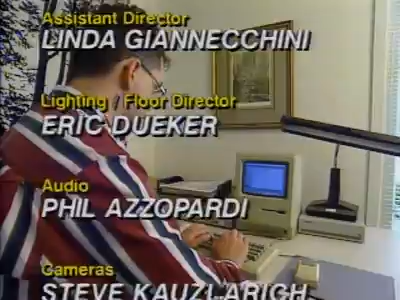 Assistant Director
LINDA GIANNECCHINI
Lighting / Floor Director
ERIC DUEKER
Audio
PHIL AZZOPARDI
Cameras
STEVE KAUZLARICH